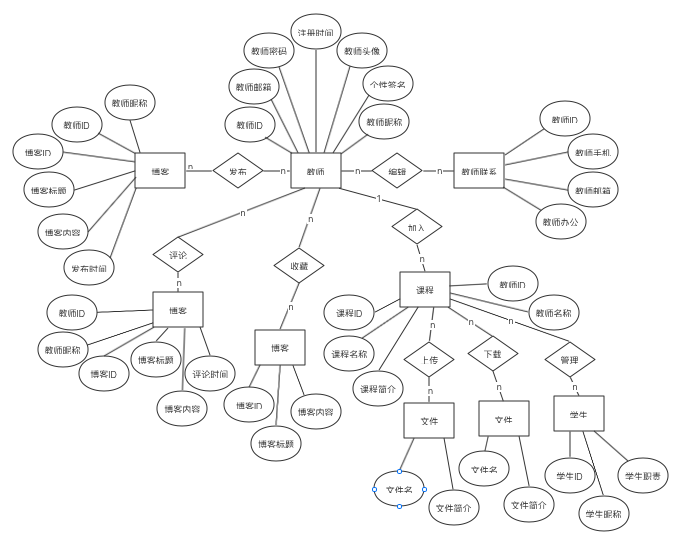 注册时间
教师密码
教师头像
教师邮箱
个性签名
教师昵称
教师ID
教师昵称
教师ID
教师ID
教师昵称
博客ID
教师手机
博客
n
发布
n
教师
n
编辑
n
教师联系
博客标题
教师邮箱
1
n
n
博客内容
教师办公
加入
评论
收藏
n
发布时间
n
课程
教师ID
n
博客
教师ID
课程ID
教师名称
n
n
n
n
教师昵称
博客
课程名称
上传
下载
管理
博客标题
博客ID
评论时间
课程简介
n
n
n
博客ID
博客内容
博客内容
文件
文件
学生
博客标题
文件名
学生ID
学生职责
文件名
文件简介
文件简介
学生昵称